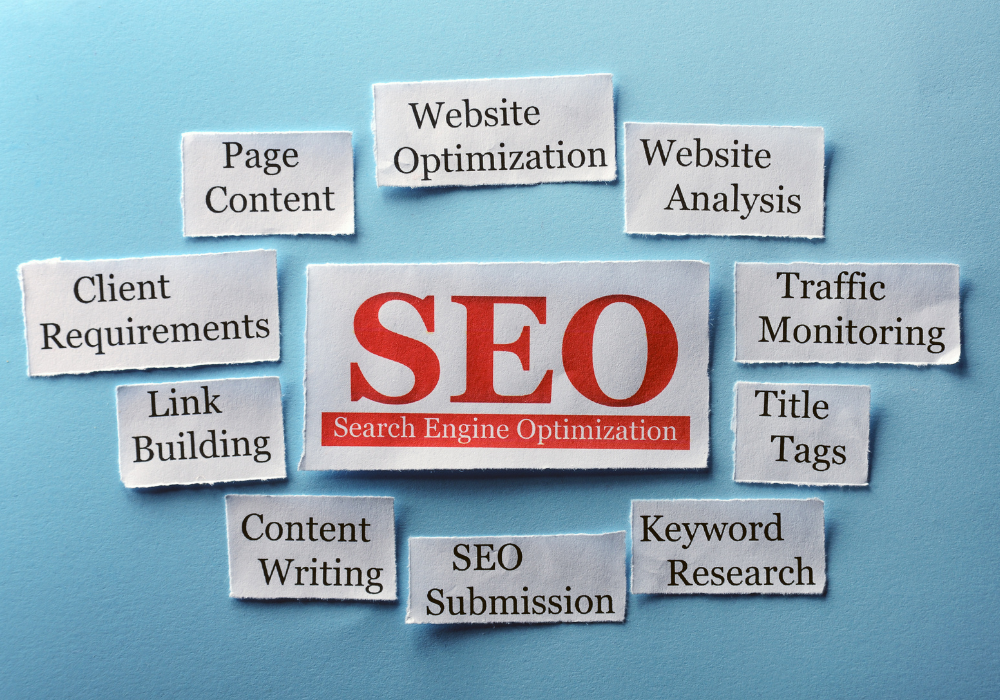 Website
Optimization
Page
Content
Website
Analysis
Client
Requirements
SEO
Search Engine Optimization
Traffic
Monitoring
Link
Building
Title
Tags
Content
Writing
SEO
Submission
Keyword
Research